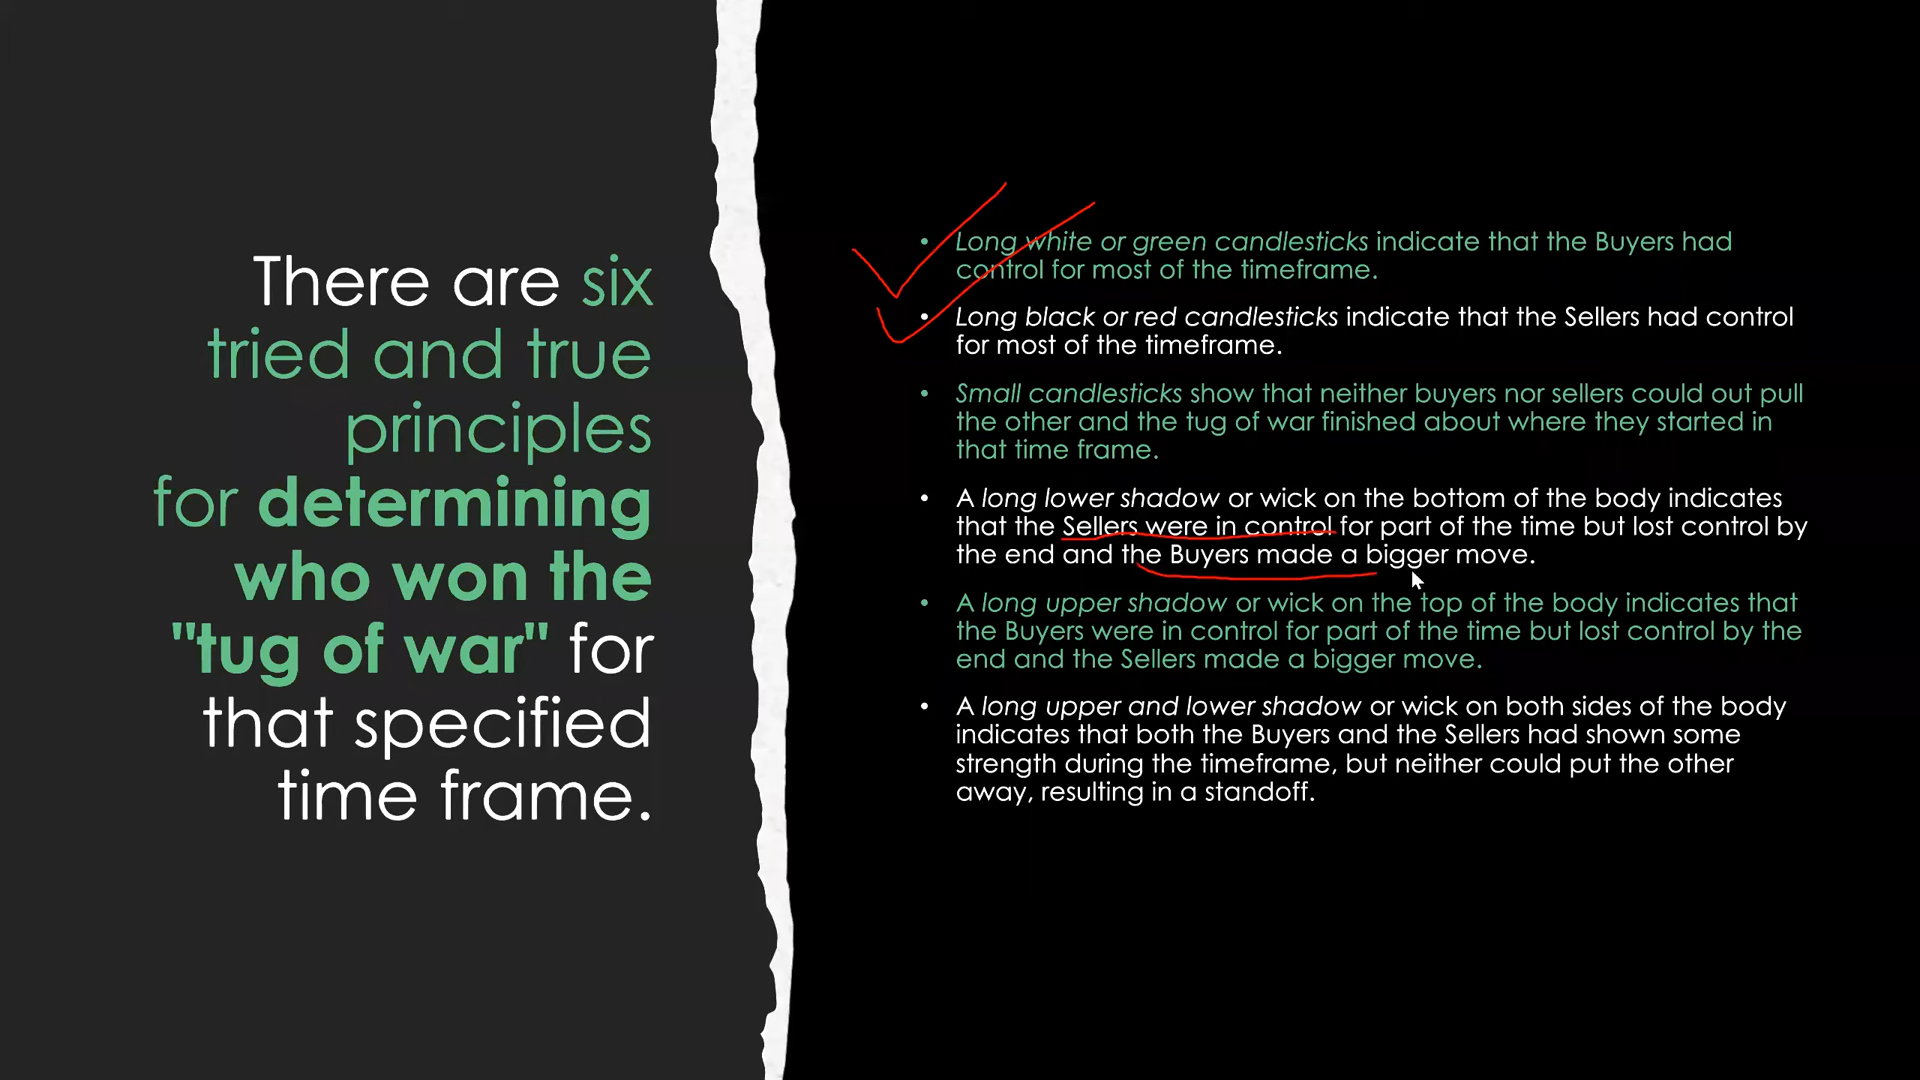 There are six
tried and true
principles
for determining
who won the
"tug of war" for
that specified
time frame.
• Long white or green candlesticks indicate that the Buyers had
control for most of the timeframe.
• Long black or red candlesticks indicate that the Sellers had control
for most of the timeframe.
• Small candlesticks show that neither buyers nor sellers could out pull
the other and the tug of war finished about where they started in
that time frame.
• A long lower shadow or wick on the bottom of the body indicates
that the Sellers were in control for part of the time but lost control by
the end and the Buyers made a bigger move.
• A long upper shadow or wick on the top of the body indicates that
the Buyers were in control for part of the time but lost control by the
end and the Sellers made a bigger move.
• A long upper and lower shadow or wick on both sides of the body
indicates that both the Buyers and the Sellers had shown some
strength during the timeframe, but neither could put the other
away, resulting in a standoff.